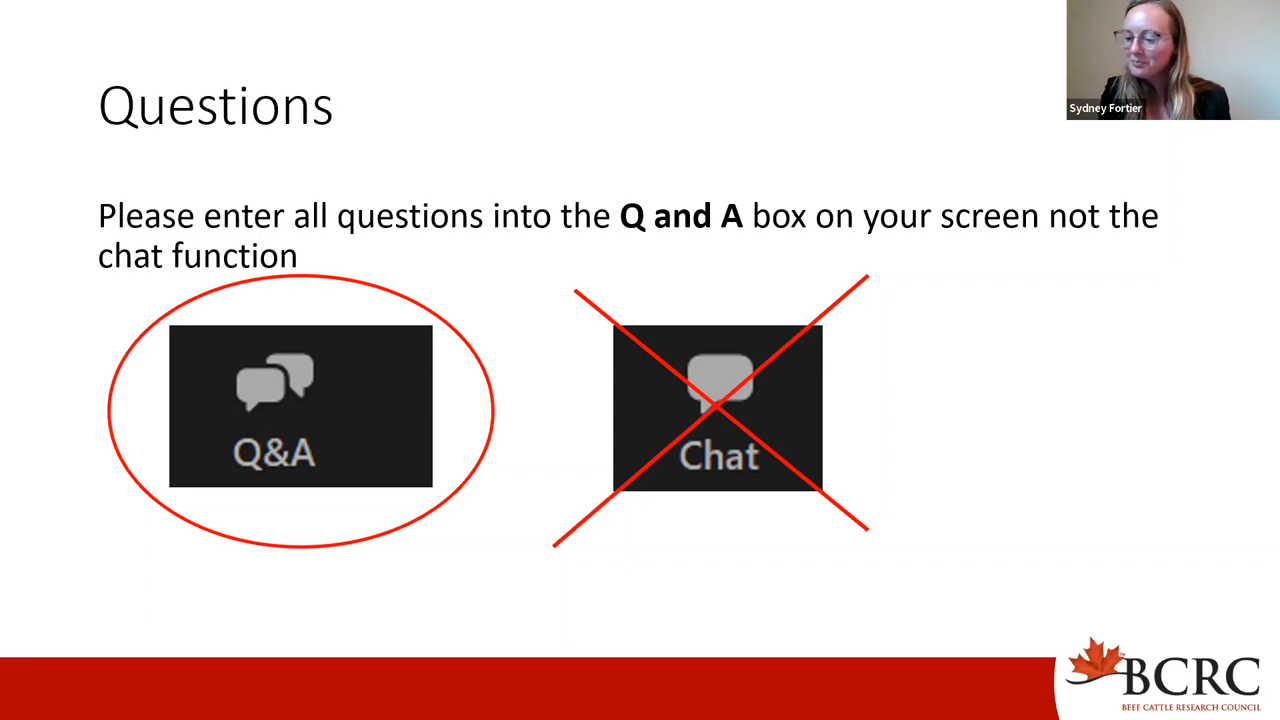 Sydney Fortier
Questions
Please enter all questions into the Q and A box on your screen not the
chat function
Q&A
Chat
BCRC
BEEF CATTLE RESEARCH COUNCIL